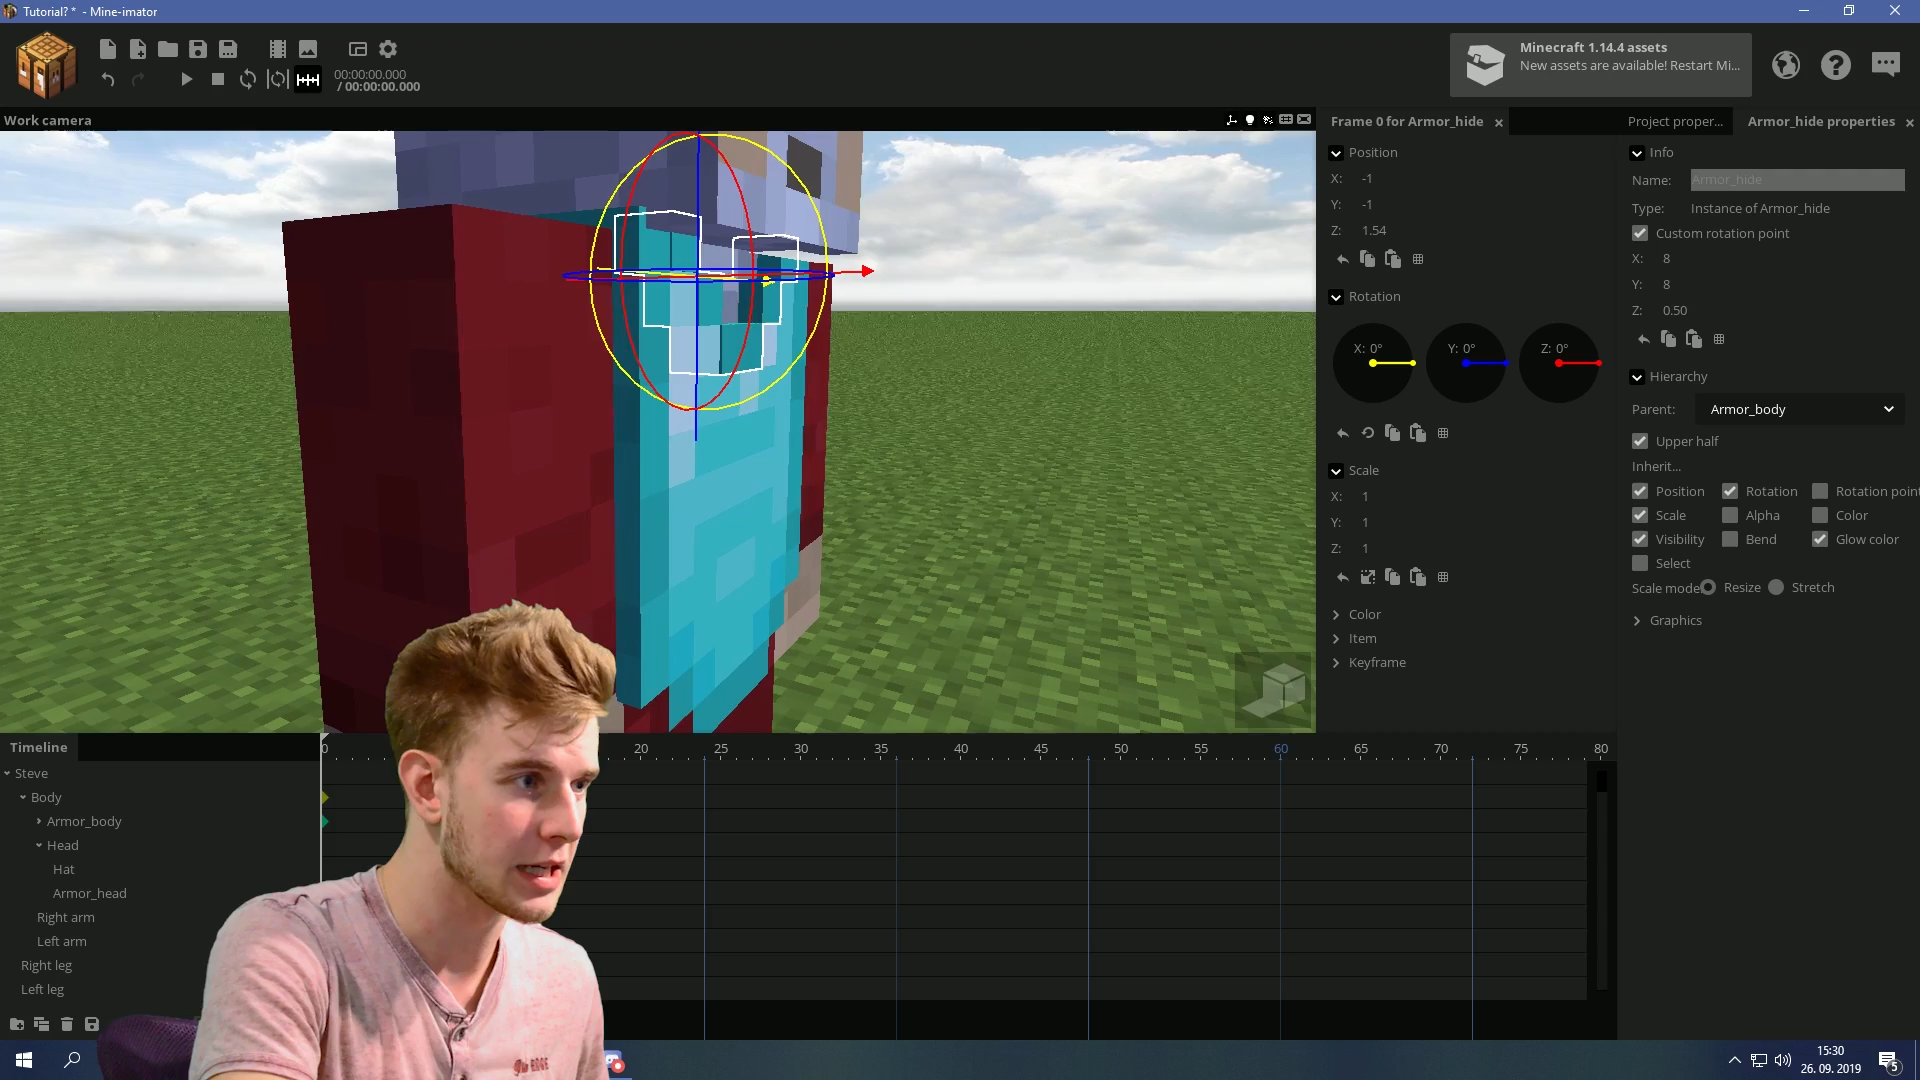 Tutorial? * - Mine-imator
00:00:00.000
/ 00:00:00.000
Minecraft 1.14.4 assets
New assets are available! Restart Mi...
Work camera
Frame 0 for Armor_hide
Project proper...
Armor_hide properties
Position
X: -1
Y: -1
Z: 1.54
Rotation
X: 0°
Y: 0°
Z: 0°
Scale
X: 1
Y: 1
Z: 1
Color
Item
Keyframe
Info
Name: Armor_hide
Type: Instance of Armor_hide
Custom rotation point
X: 8
Y: 8
Z: 0.50
Hierarchy
Parent: Armor_body
Upper half
Inherit...
Position Rotation Rotation point
Scale Alpha Color
Visibility Bend Glow color
Select
Scale mode Resize Stretch
Graphics
Timeline
0 20 25 30 35 40 45 50 55 60 65 70 75 80
Steve
Body
Armor_body
Head
Hat
Armor_head
Right arm
Left arm
Right leg
Left leg
15:30
26. 09. 2019
5